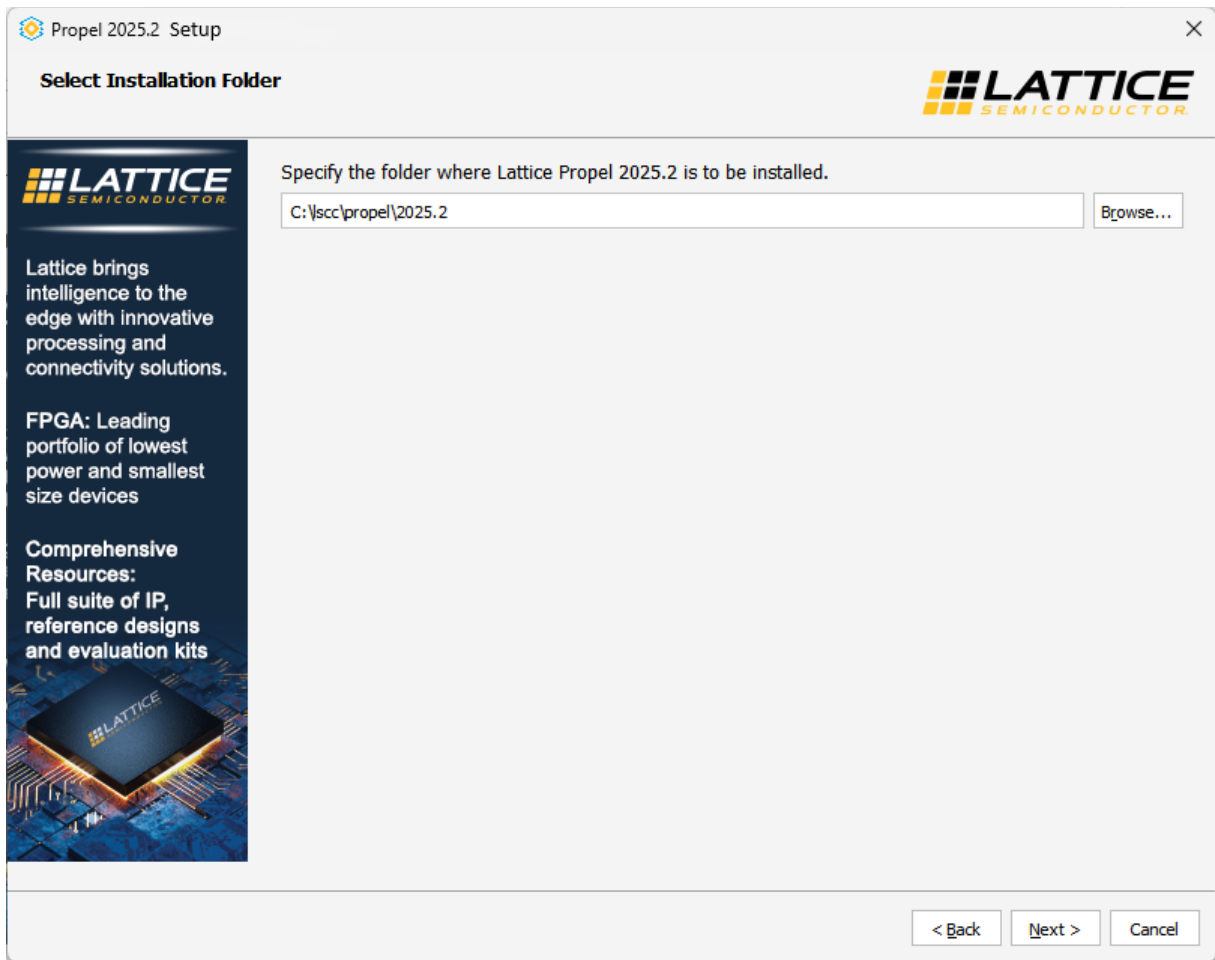 Propel 2025.2 Setup
Select Installation Folder
LATTICE
SEMICONDUCTOR.
LATTICE
SEMICONDUCTOR.
Specify the folder where Lattice Propel 2025.2 is to be installed.
C:\lscc\propel\2025.2
Browse...
Lattice brings
intelligence to the
edge with innovative
processing and
connectivity solutions.
FPGA: Leading
portfolio of lowest
power and smallest
size devices
Comprehensive
Resources:
Full suite of IP,
reference designs
and evaluation kits
LATTICE
< Back
Next >
Cancel